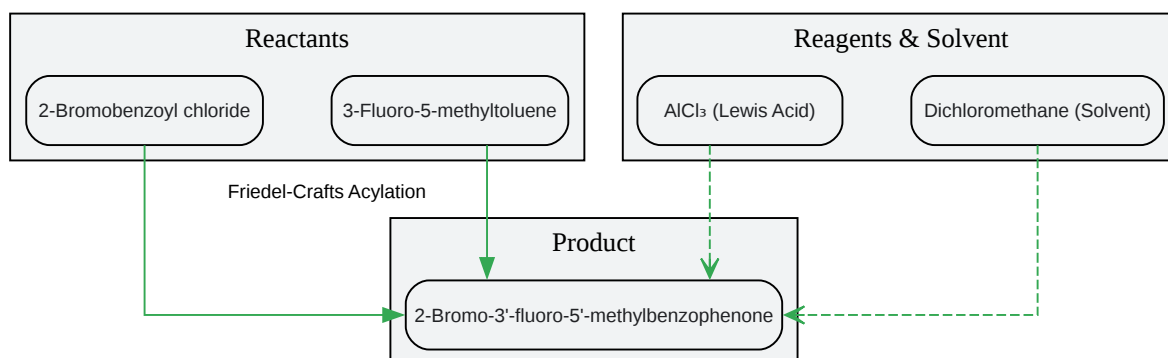 Reactants
Reagents & Solvent
2-Bromobenzoyl chloride
3-Fluoro-5-methyltoluene
AlCl₃ (Lewis Acid)
Dichloromethane (Solvent)
Friedel-Crafts Acylation
Product
2-Bromo-3'-fluoro-5'-methylbenzophenone